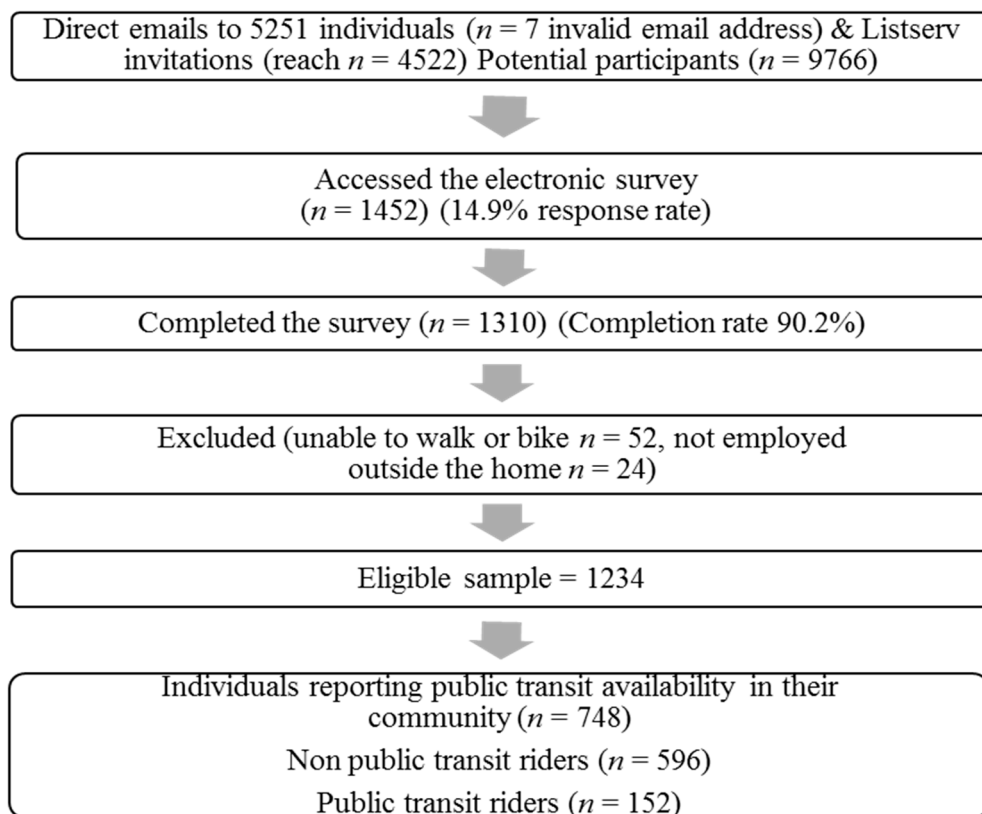 Direct emails to 5251 individuals (n = 7 invalid email address) & Listserv
invitations (reach n = 4522) Potential participants (n = 9766)
Accessed the electronic survey
(n = 1452) (14.9% response rate)
Completed the survey (n = 1310) (Completion rate 90.2%)
Excluded (unable to walk or bike n = 52, not employed
outside the home n = 24)
Eligible sample = 1234
Individuals reporting public transit availability in their
community (n = 748)
Non public transit riders (n = 596)
Public transit riders (n = 152)